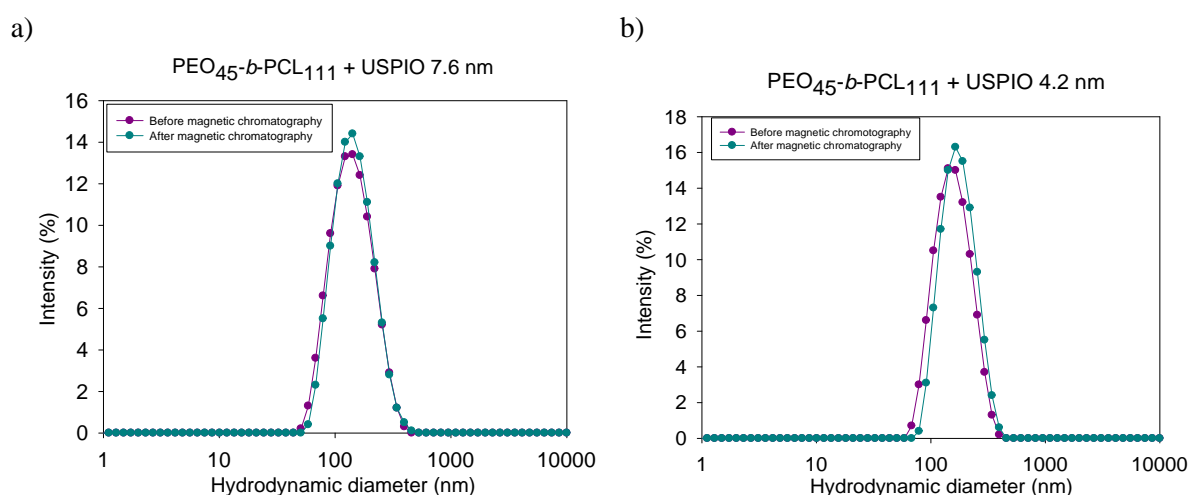 a)
PEO45-b-PCL111 + USPIO 7.6 nm
16
14
12
10
8
6
4
2
0
Intensity (%)
Before magnetic chromatography
After magnetic chromatography
1
10
100
1000
10000
Hydrodynamic diameter (nm)
b)
PEO45-b-PCL111 + USPIO 4.2 nm
18
16
14
12
10
8
6
4
2
0
Intensity (%)
Before magnetic chromotography
After magnetic chromatography
1
10
100
1000
10000
Hydrodynamic diameter (nm)